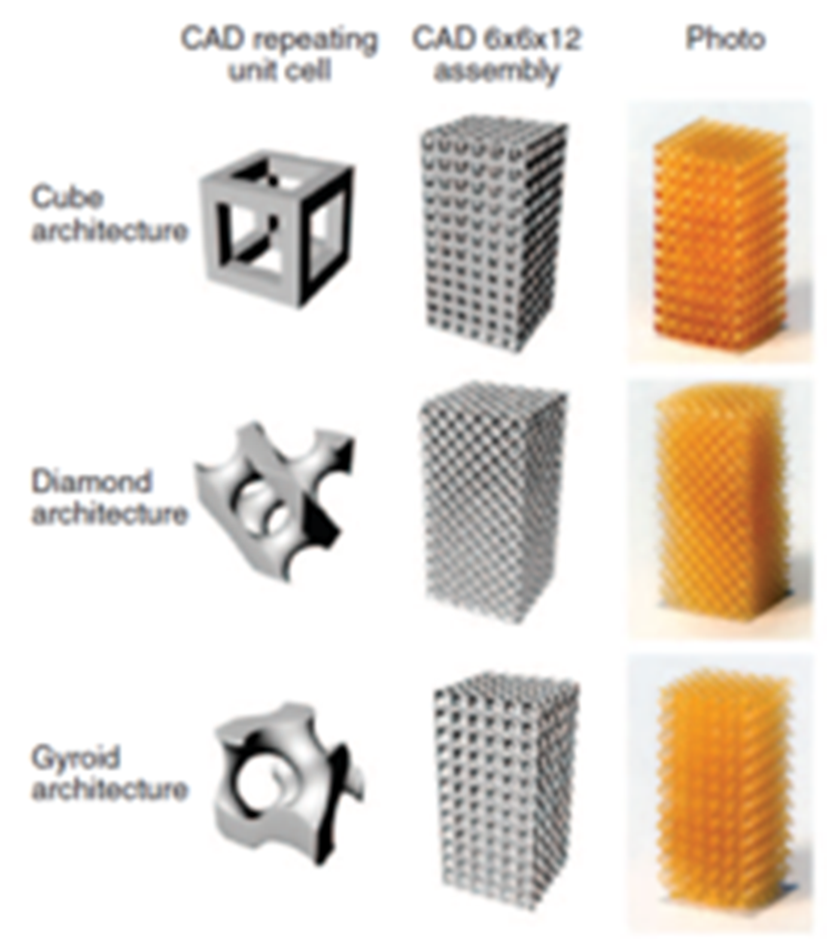 CAD repeating
unit cell
CAD 6x6x12
assembly
Photo
Cube
architecture
Diamond
architecture
Gyroid
architecture